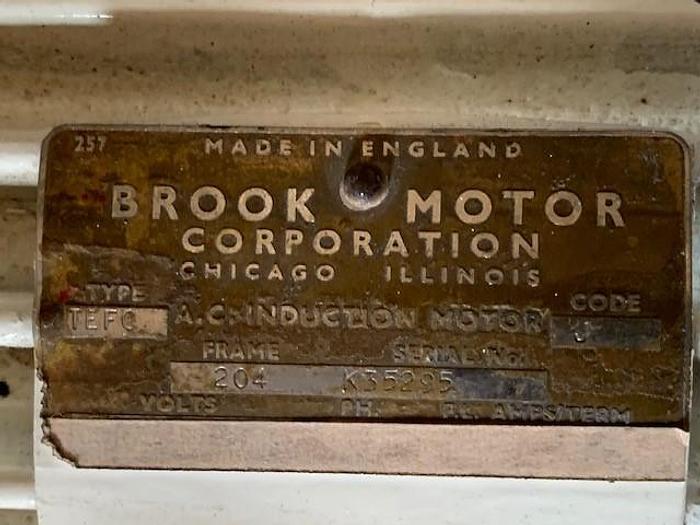 257 MADE IN ENGLAND
BROOK MOTOR
CORPORATION
CHICAGO ILLINOIS
TYPE CODE
TEFC A.C. INDUCTION MOTOR J
FRAME SERIAL No.
204 K35295
VOLTS PH. F.L. AMPS/TERM